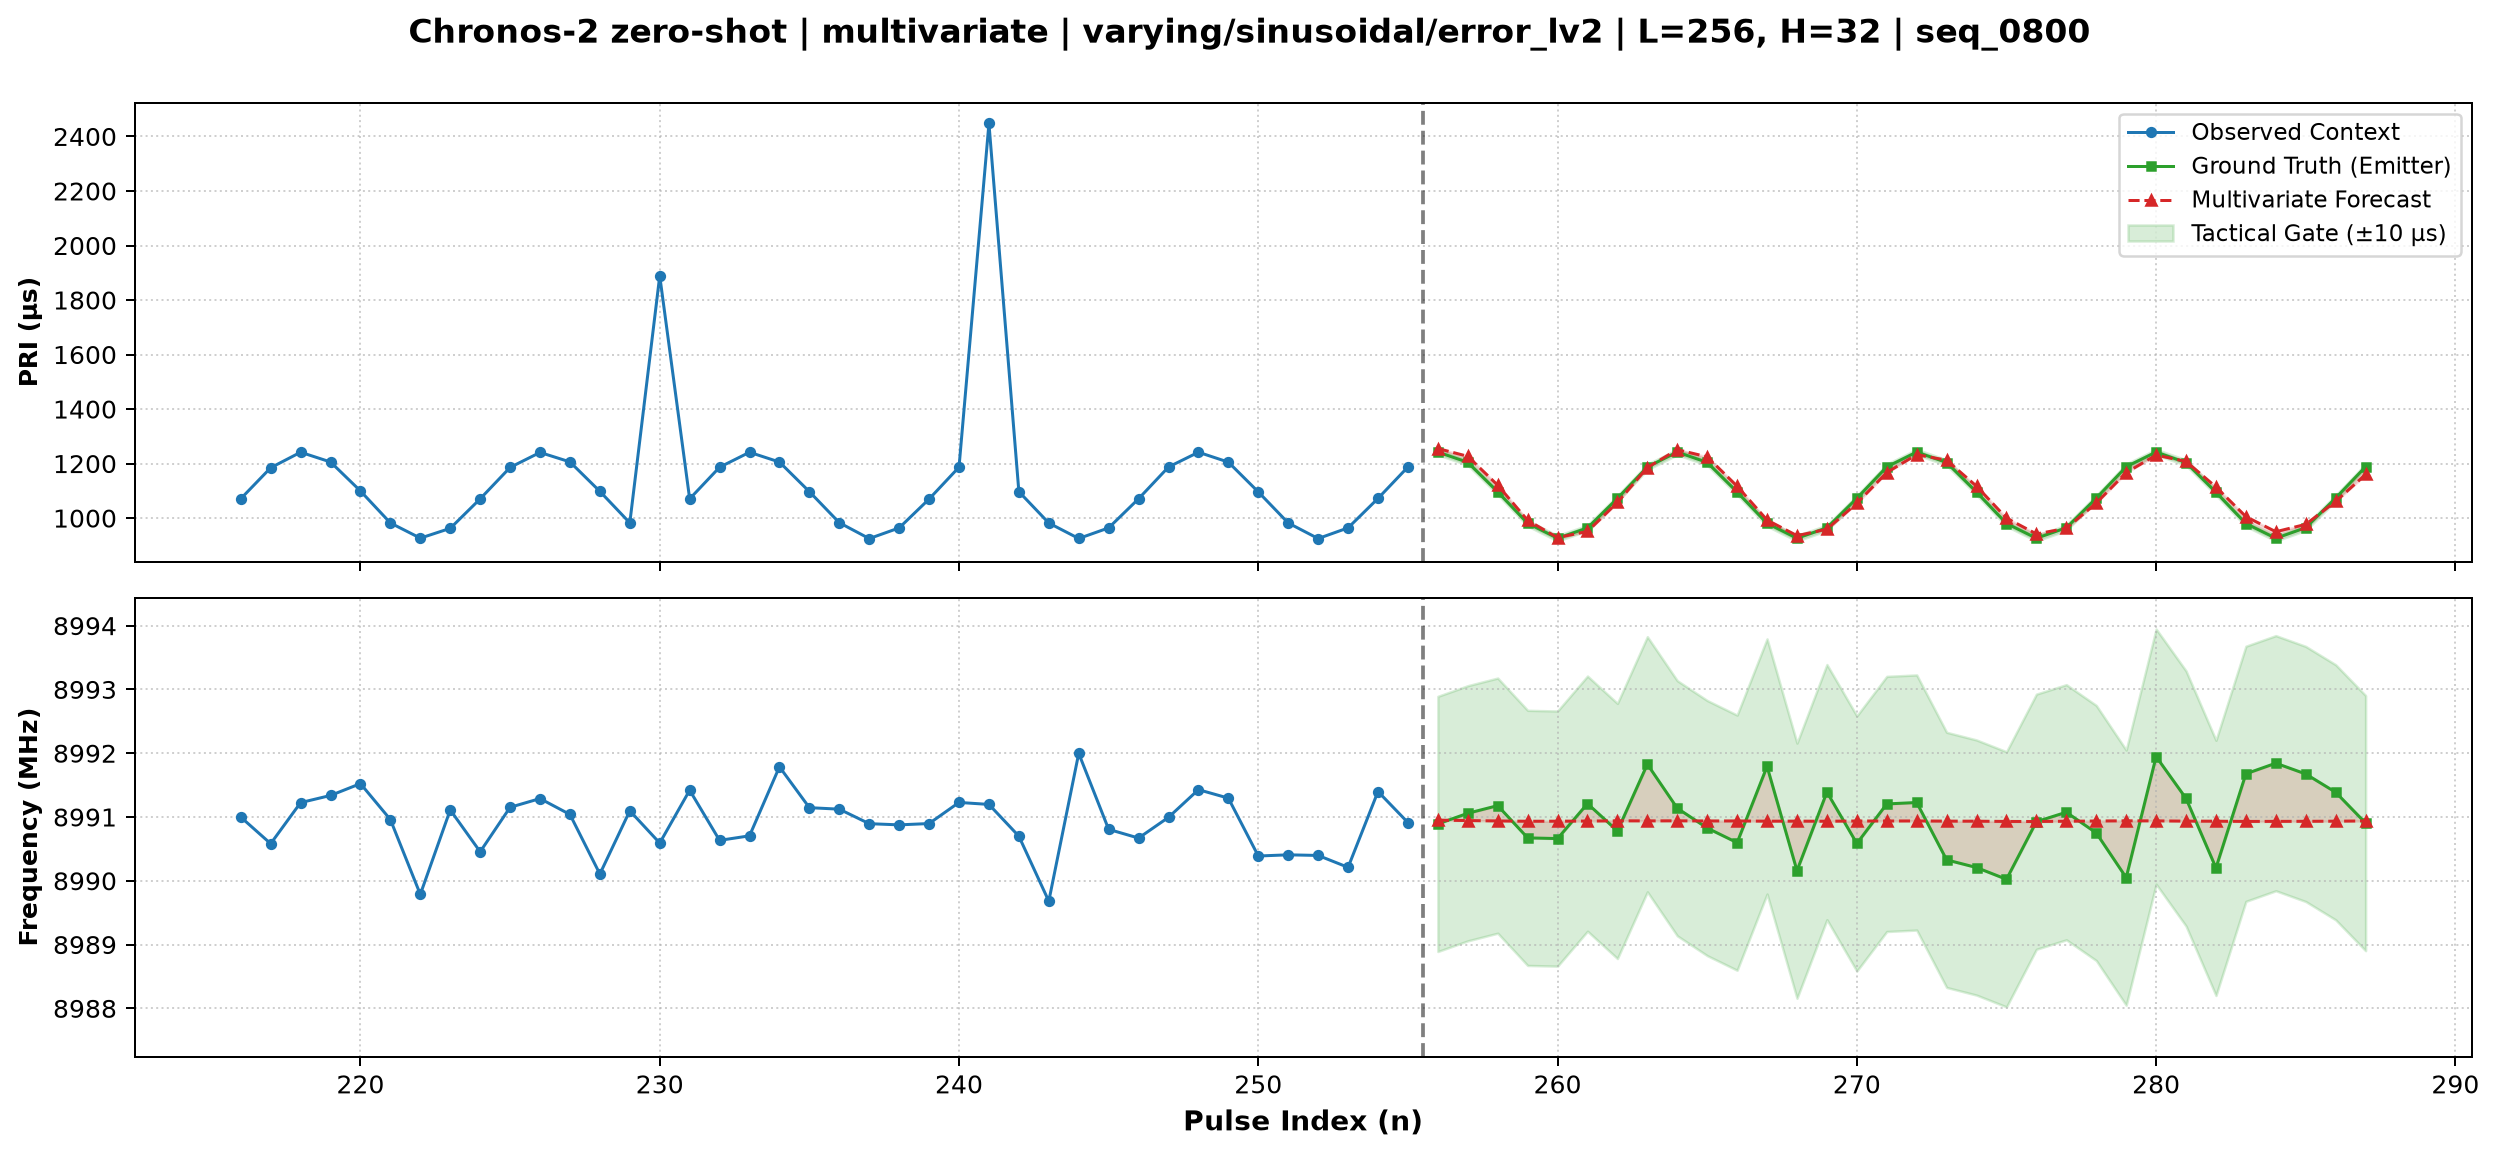 Chronos-2 zero-shot | multivariate | varying/sinusoidal/error_lv2 | L=256, H=32 | seq_0800
2400
2200
2000
1800
1600
1400
1200
1000
PRI (µs)
Observed Context
Ground Truth (Emitter)
Multivariate Forecast
Tactical Gate (±10 µs)
8994
8993
8992
8991
8990
8989
8988
Frequency (MHz)
220 230 240 250 260 270 280 290
Pulse Index (n)